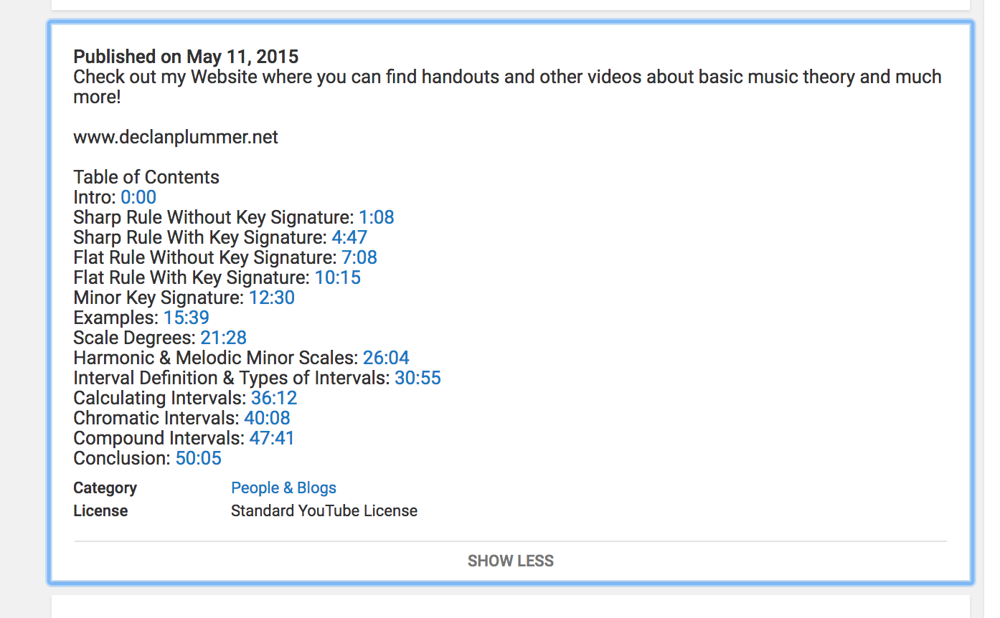 Published on May 11, 2015
Check out my Website where you can find handouts and other videos about basic music theory and much
more!
www.declanplummer.net
Table of Contents
Intro: 0:00
Sharp Rule Without Key Signature: 1:08
Sharp Rule With Key Signature: 4:47
Flat Rule Without Key Signature: 7:08
Flat Rule With Key Signature: 10:15
Minor Key Signature: 12:30
Examples: 15:39
Scale Degrees: 21:28
Harmonic & Melodic Minor Scales: 26:04
Interval Definition & Types of Intervals: 30:55
Calculating Intervals: 36:12
Chromatic Intervals: 40:08
Compound Intervals: 47:41
Conclusion: 50:05
Category People & Blogs
License Standard YouTube License
SHOW LESS